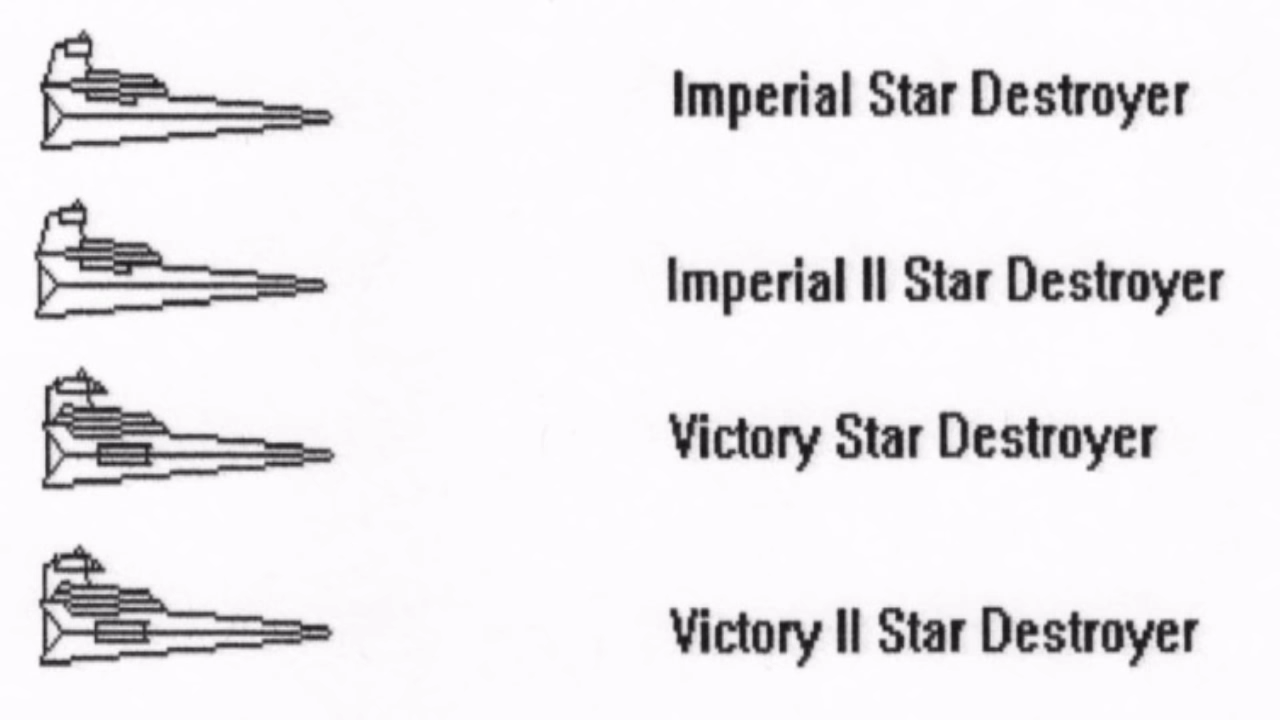 Imperial Star Destroyer
Imperial II Star Destroyer
Victory Star Destroyer
Victory II Star Destroyer